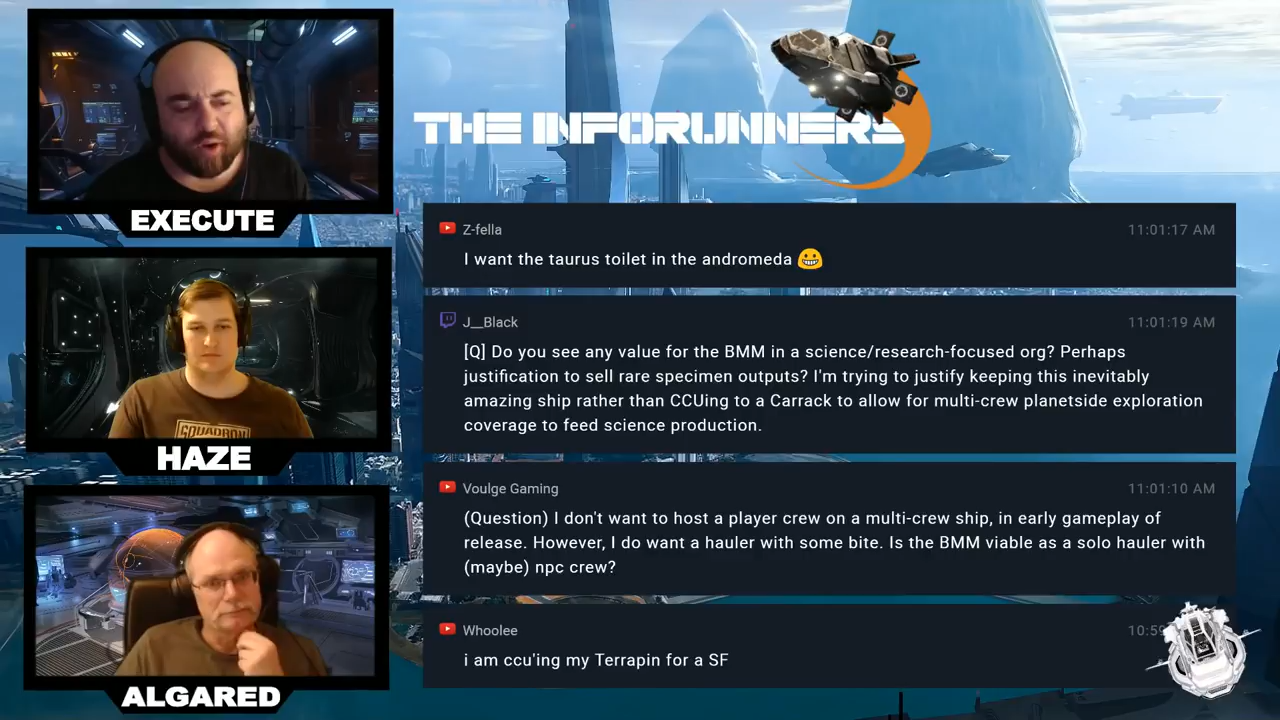 THE INFORUNNERS
EXECUTE
Z-fella
11:01:17 AM
I want the taurus toilet in the andromeda 😬
J__Black
11:01:19 AM
[Q] Do you see any value for the BMM in a science/research-focused org? Perhaps
justification to sell rare specimen outputs? I'm trying to justify keeping this inevitably
amazing ship rather than CCUing to a Carrack to allow for multi-crew planetside exploration
coverage to feed science production.
SQUADRON
HAZE
Voulge Gaming
11:01:10 AM
(Question) I don't want to host a player crew on a multi-crew ship, in early gameplay of
release. However, I do want a hauler with some bite. Is the BMM viable as a solo hauler with
(maybe) npc crew?
Whoolee
i am ccu'ing my Terrapin for a SF
ALGARED